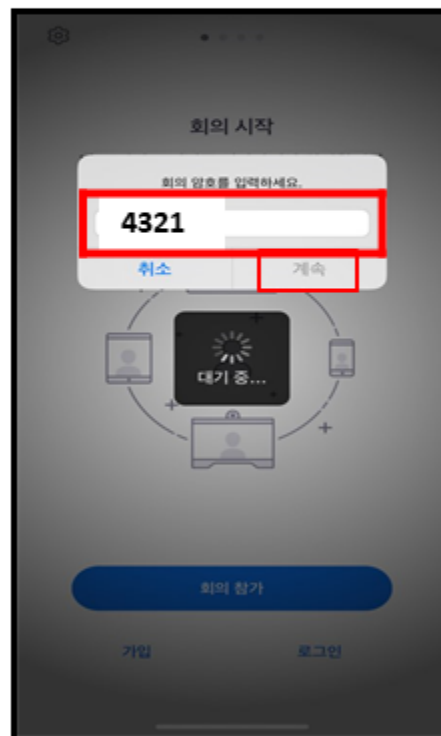 회의 시작
회의 암호를 입력하세요.
4321
취소 계속
대기 중...
회의 참가
가입 로그인